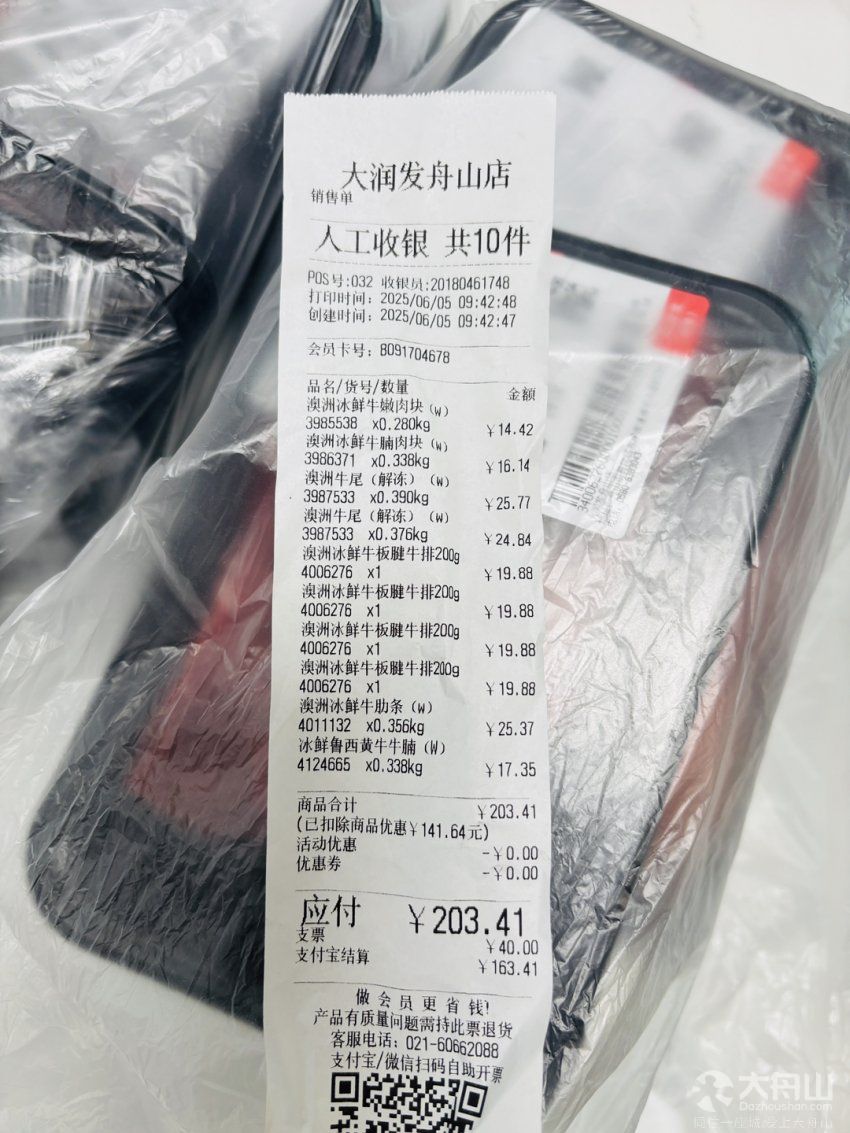 大润发舟山店
销售单
人工收银 共10件
POS号:032 收银员:20180461748
打印时间: 2025/06/05 09:42:48
创建时间: 2025/06/05 09:42:47
会员卡号: 8091704678
品名/货号/数量 金额
澳洲冰鲜牛嫩肉块(W)
3985538 x0.280kg ¥14.42
澳洲冰鲜牛腩肉块(W)
3986371 x0.338kg ¥16.14
澳洲牛尾(解冻)(W)
3987533 x0.390kg ¥25.77
澳洲牛尾(解冻)(W)
3987533 x0.376kg ¥24.84
澳洲冰鲜牛板腱牛排200g
4006276 x1 ¥19.88
澳洲冰鲜牛板腱牛排200g
4006276 x1 ¥19.88
澳洲冰鲜牛板腱牛排200g
4006276 x1 ¥19.88
澳洲冰鲜牛板腱牛排200g
4006276 x1 ¥19.88
澳洲冰鲜牛肋条(W)
4011132 x0.356kg ¥25.37
冰鲜鲁西黄牛牛腩(W)
4124665 x0.338kg ¥17.35
商品合计 ¥203.41
(已扣除商品优惠¥141.64元)
活动优惠 -¥0.00
优惠券 -¥0.00
应付 ¥203.41
支票 ¥40.00
支付宝结算 ¥163.41
做会员更省钱!
产品有质量问题需持此票退货
客服电话: 021-60662088
支付宝/微信扫码自助开票
大舟山
Dazhoushan.com
同在一座城 爱上大舟山